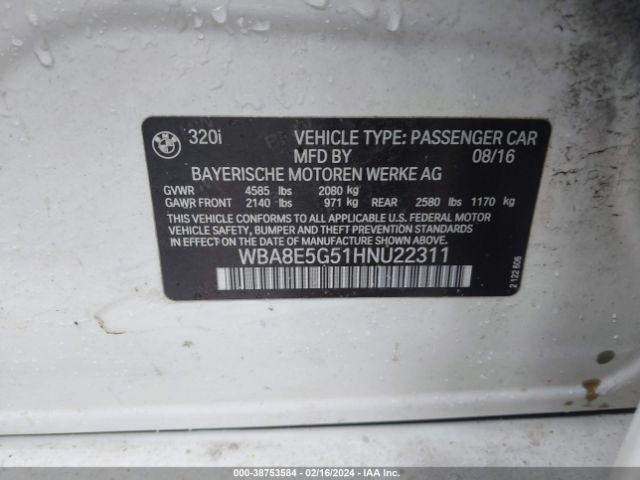 320i VEHICLE TYPE: PASSENGER CAR
MFD BY 08/16
BAYERISCHE MOTOREN WERKE AG
GVWR 4585 lbs 2080 kg
GAWR FRONT 2140 lbs 971 kg REAR 2580 lbs 1170 kg
THIS VEHICLE CONFORMS TO ALL APPLICABLE U.S. FEDERAL MOTOR
VEHICLE SAFETY, BUMPER AND THEFT PREVENTION STANDARDS
IN EFFECT ON THE DATE OF MANUFACTURE SHOWN ABOVE.
WBA8E5G51HNU22311
2 122 606
000-38753584 - 02/16/2024 - IAA Inc.